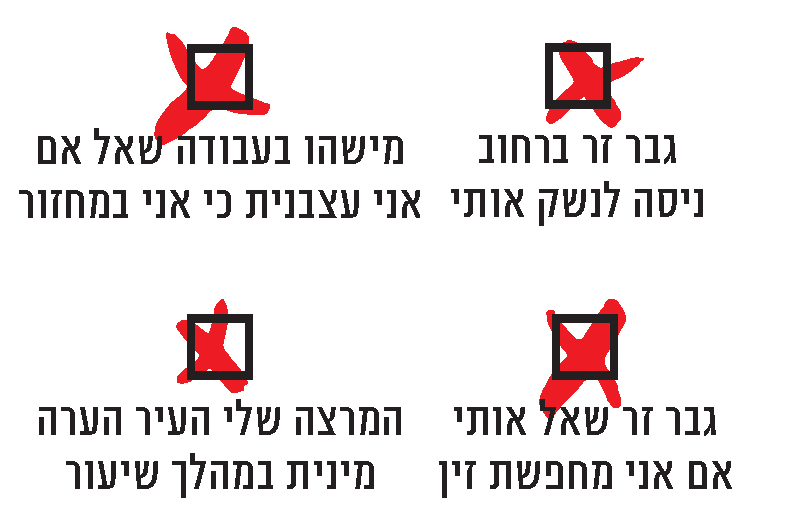 גבר זר ברחוב
ניסה לנשק אותי
מישהו בעבודה שאל אם
אני עצבנית כי אני במחזור
גבר זר שאל אותי
אם אני מחפשת זין
המרצה שלי העיר הערה
מינית במהלך שיעור